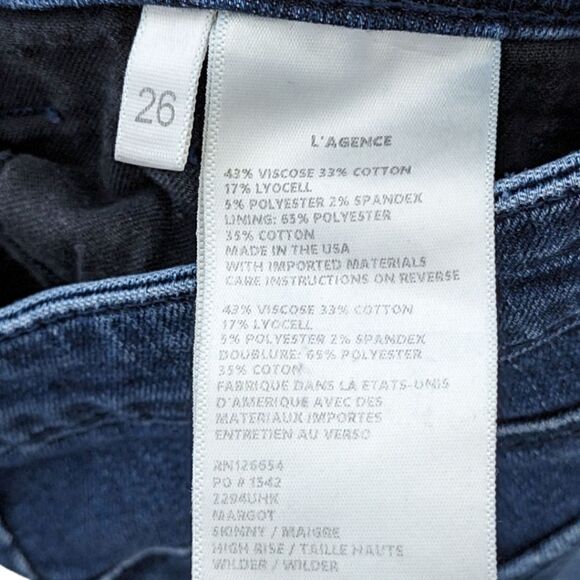 26
L'AGENCE
43% VISCOSE 33% COTTON
17% LYOCELL
5% POLYESTER 2% SPANDEX
LINING: 65% POLYESTER
35% COTTON
MADE IN THE USA
WITH IMPORTED MATERIALS
CARE INSTRUCTIONS ON REVERSE
43% VISCOSE 33% COTTON
17% LYOCELL
5% POLYESTER 2% SPANDEX
DOUBLURE: 65% POLYESTER
35% COTON
FABRIQUE DANS LA ETATS-UNIS
D'AMERIQUE AVEC DES
MATERIAUX IMPORTES
ENTRETIEN AU VERSO
RN126654
PO # 1542
2294UHK
MARGOT
SKINNY / MAIGRE
HIGH RISE / TAILLE HAUTE
WILDER / WILDER